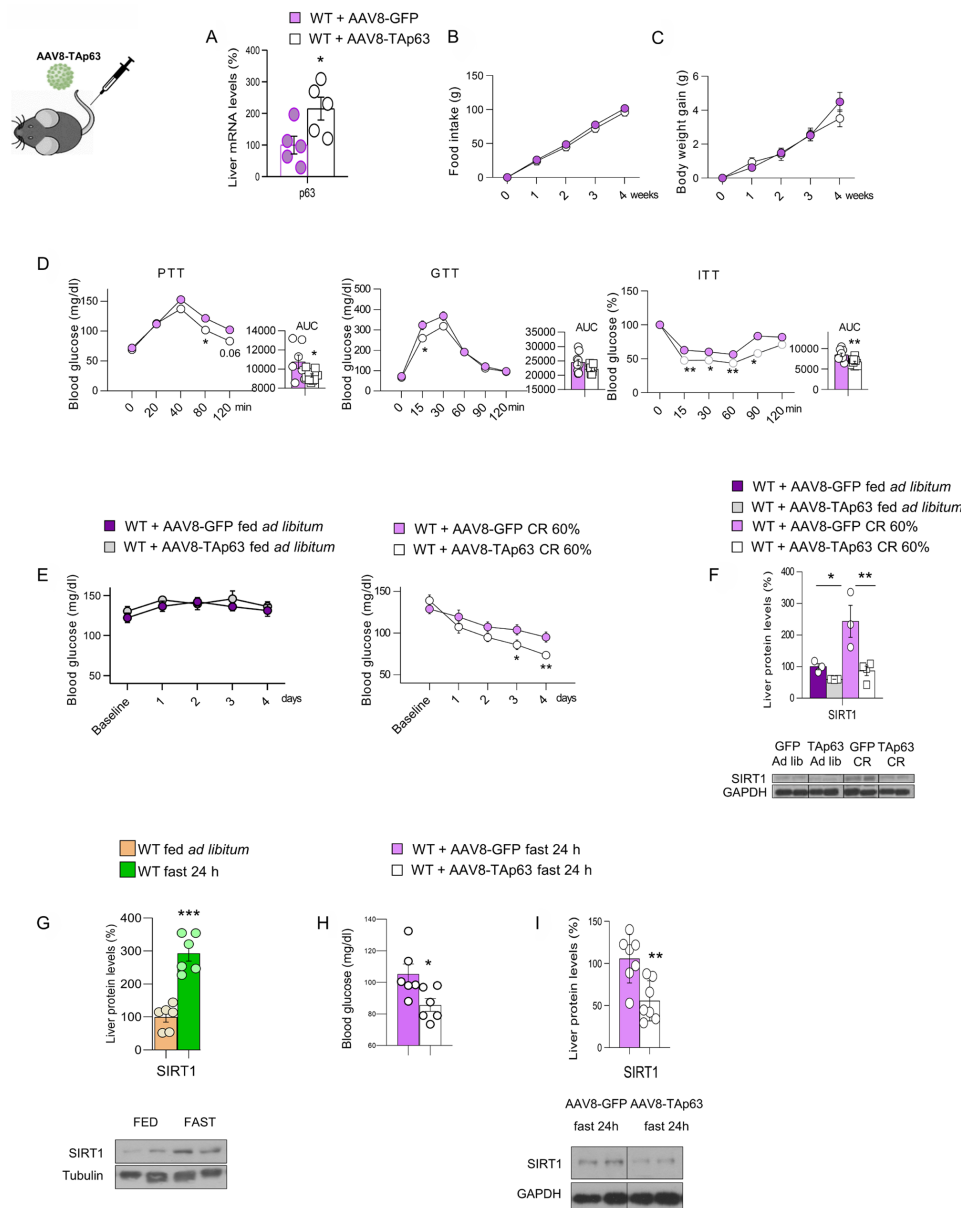 AAV8-TAp63
A
WT + AAV8-GFP
WT + AAV8-TAp63
Liver mRNA levels (%)
400
300
200
100
0
*
p63
B
Food intake (g)
150
100
50
0
0 1 2 3 4 weeks
C
Body weight gain (g)
6
4
2
0
0 1 2 3 4 weeks
D
PTT
Blood glucose (mg/dl)
150
100
50
0
0 20 40 80 120 min
*
0.06
AUC
14000
12000
10000
8000
*
GTT
Blood glucose (mg/dl)
500
400
300
200
100
0
0 15 30 60 90 120 min
*
AUC
35000
30000
25000
20000
15000
ITT
Blood glucose (%)
150
100
50
0
0 15 30 60 90 120 min
** * ** *
AUC
10000
5000
0
**
E
WT + AAV8-GFP fed ad libitum
WT + AAV8-TAp63 fed ad libitum
Blood glucose (mg/dl)
150
100
50
Baseline 1 2 3 4 days
WT + AAV8-GFP CR 60%
WT + AAV8-TAp63 CR 60%
Blood glucose (mg/dl)
150
100
50
Baseline 1 2 3 4 days
* **
WT + AAV8-GFP fed ad libitum
WT + AAV8-TAp63 fed ad libitum
WT + AAV8-GFP CR 60%
WT + AAV8-TAp63 CR 60%
F
Liver protein levels (%)
400
300
200
100
0
* **
SIRT1
GFP TAp63 GFP TAp63
Ad lib Ad lib CR CR
SIRT1
GAPDH
WT fed ad libitum
WT fast 24 h
G
Liver protein levels (%)
400
300
200
100
0
***
SIRT1
FED FAST
SIRT1
Tubulin
WT + AAV8-GFP fast 24 h
WT + AAV8-TAp63 fast 24 h
H
Blood glucose (mg/dl)
140
120
100
80
60
*
I
Liver protein levels (%)
150
100
50
0
**
SIRT1
AAV8-GFP AAV8-TAp63
fast 24h fast 24h
SIRT1
GAPDH